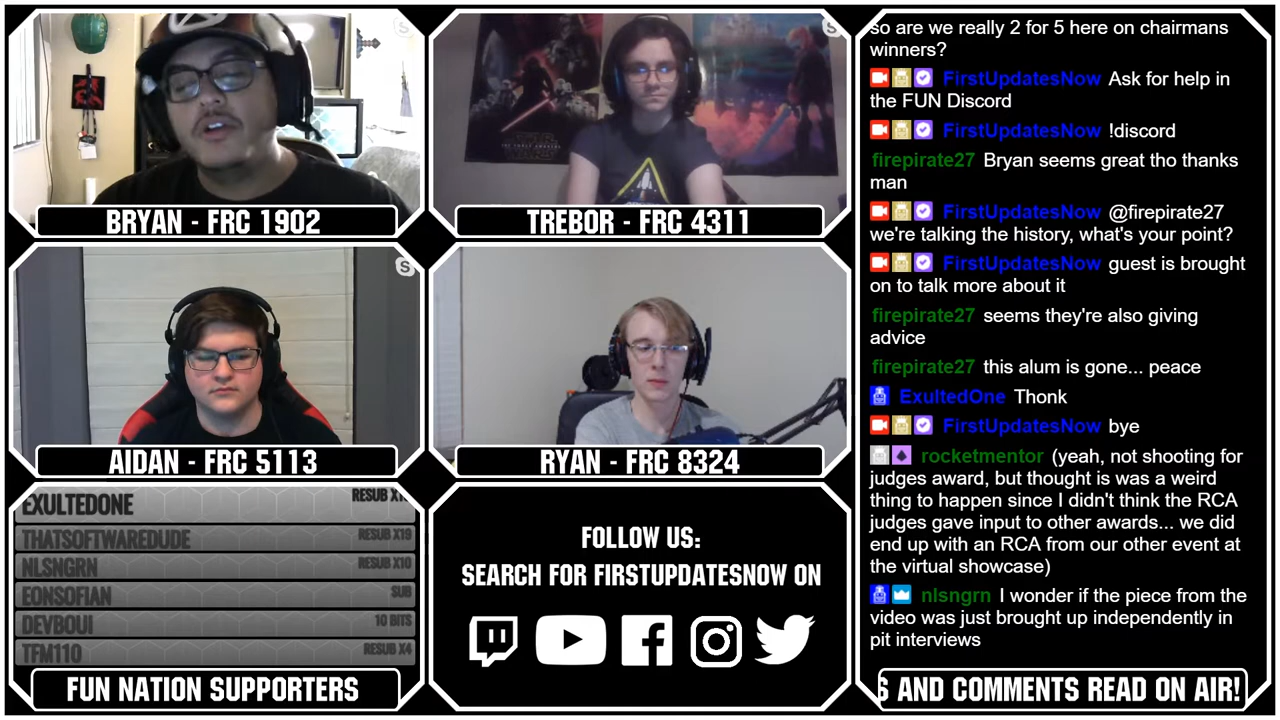 BRYAN - FRC 1902
TREBOR - FRC 4311
AIDAN - FRC 5113
RYAN - FRC 8324
EXULTEDONE
THATSOFTWAREDUDE RESUB X19
NLSNGRN RESUB X10
EONSOFIAN SUB
DEVBOUI 10 BITS
TFM110 RESUB X4
FUN NATION SUPPORTERS
FOLLOW US:
SEARCH FOR FIRSTUPDATESNOW ON
so are we really 2 for 5 here on chairmans
winners?
FirstUpdatesNow Ask for help in
the FUN Discord
FirstUpdatesNow !discord
firepirate27 Bryan seems great tho thanks
man
FirstUpdatesNow @firepirate27
we're talking the history, what's your point?
FirstUpdatesNow guest is brought
on to talk more about it
firepirate27 seems they're also giving
advice
firepirate27 this alum is gone... peace
ExultedOne Thonk
FirstUpdatesNow bye
rocketmentor (yeah, not shooting for
judges award, but thought is was a weird
thing to happen since I didn't think the RCA
judges gave input to other awards... we did
end up with an RCA from our other event at
the virtual showcase)
nlsngrn I wonder if the piece from the
video was just brought up independently in
pit interviews
S AND COMMENTS READ ON AIR!